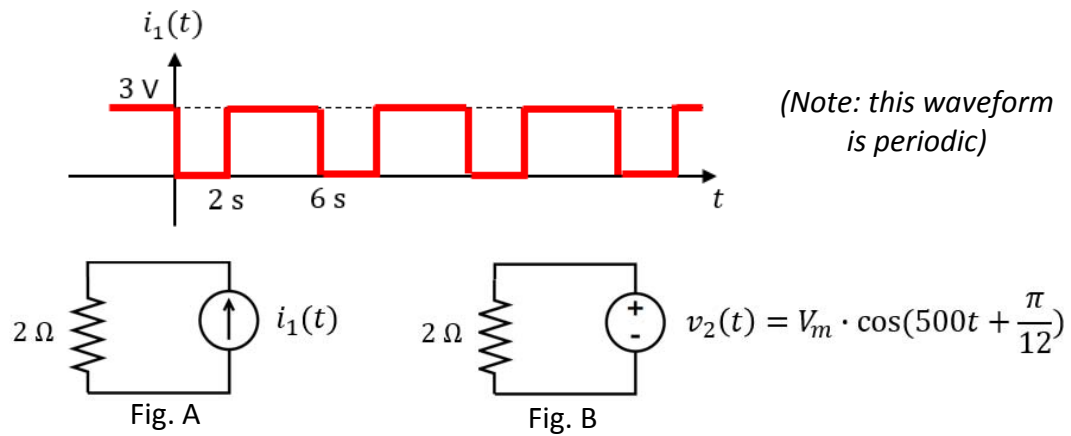 i₁(t)
3 V
(Note: this waveform
is periodic)
2 s
6 s
t
2 Ω
i₁(t)
Fig. A
2 Ω
+
-
v₂(t) = Vₘ · cos(500t + π/12)
Fig. B